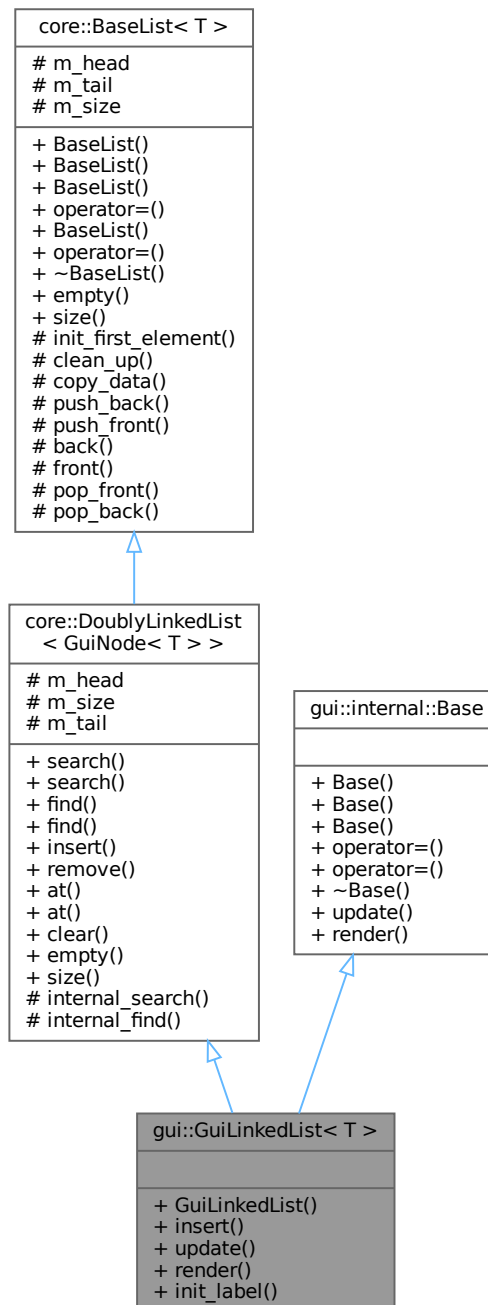 core::BaseList< T >
# m_head
# m_tail
# m_size
+ BaseList()
+ BaseList()
+ BaseList()
+ operator=()
+ BaseList()
+ operator=()
+ ~BaseList()
+ empty()
+ size()
# init_first_element()
# clean_up()
# copy_data()
# push_back()
# push_front()
# back()
# front()
# pop_front()
# pop_back()
core::DoublyLinkedList
< GuiNode< T > >
# m_head
# m_size
# m_tail
+ search()
+ search()
+ find()
+ find()
+ insert()
+ remove()
+ at()
+ at()
+ clear()
+ empty()
+ size()
# internal_search()
# internal_find()
gui::internal::Base
+ Base()
+ Base()
+ Base()
+ operator=()
+ operator=()
+ ~Base()
+ update()
+ render()
gui::GuiLinkedList< T >
+ GuiLinkedList()
+ insert()
+ update()
+ render()
+ init_label()